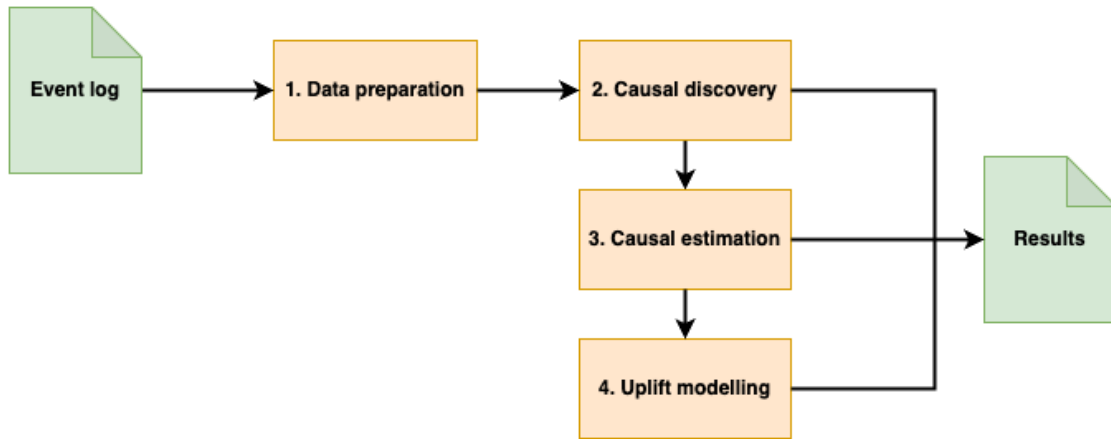 Event log
1. Data preparation
2. Causal discovery
3. Causal estimation
Results
4. Uplift modelling